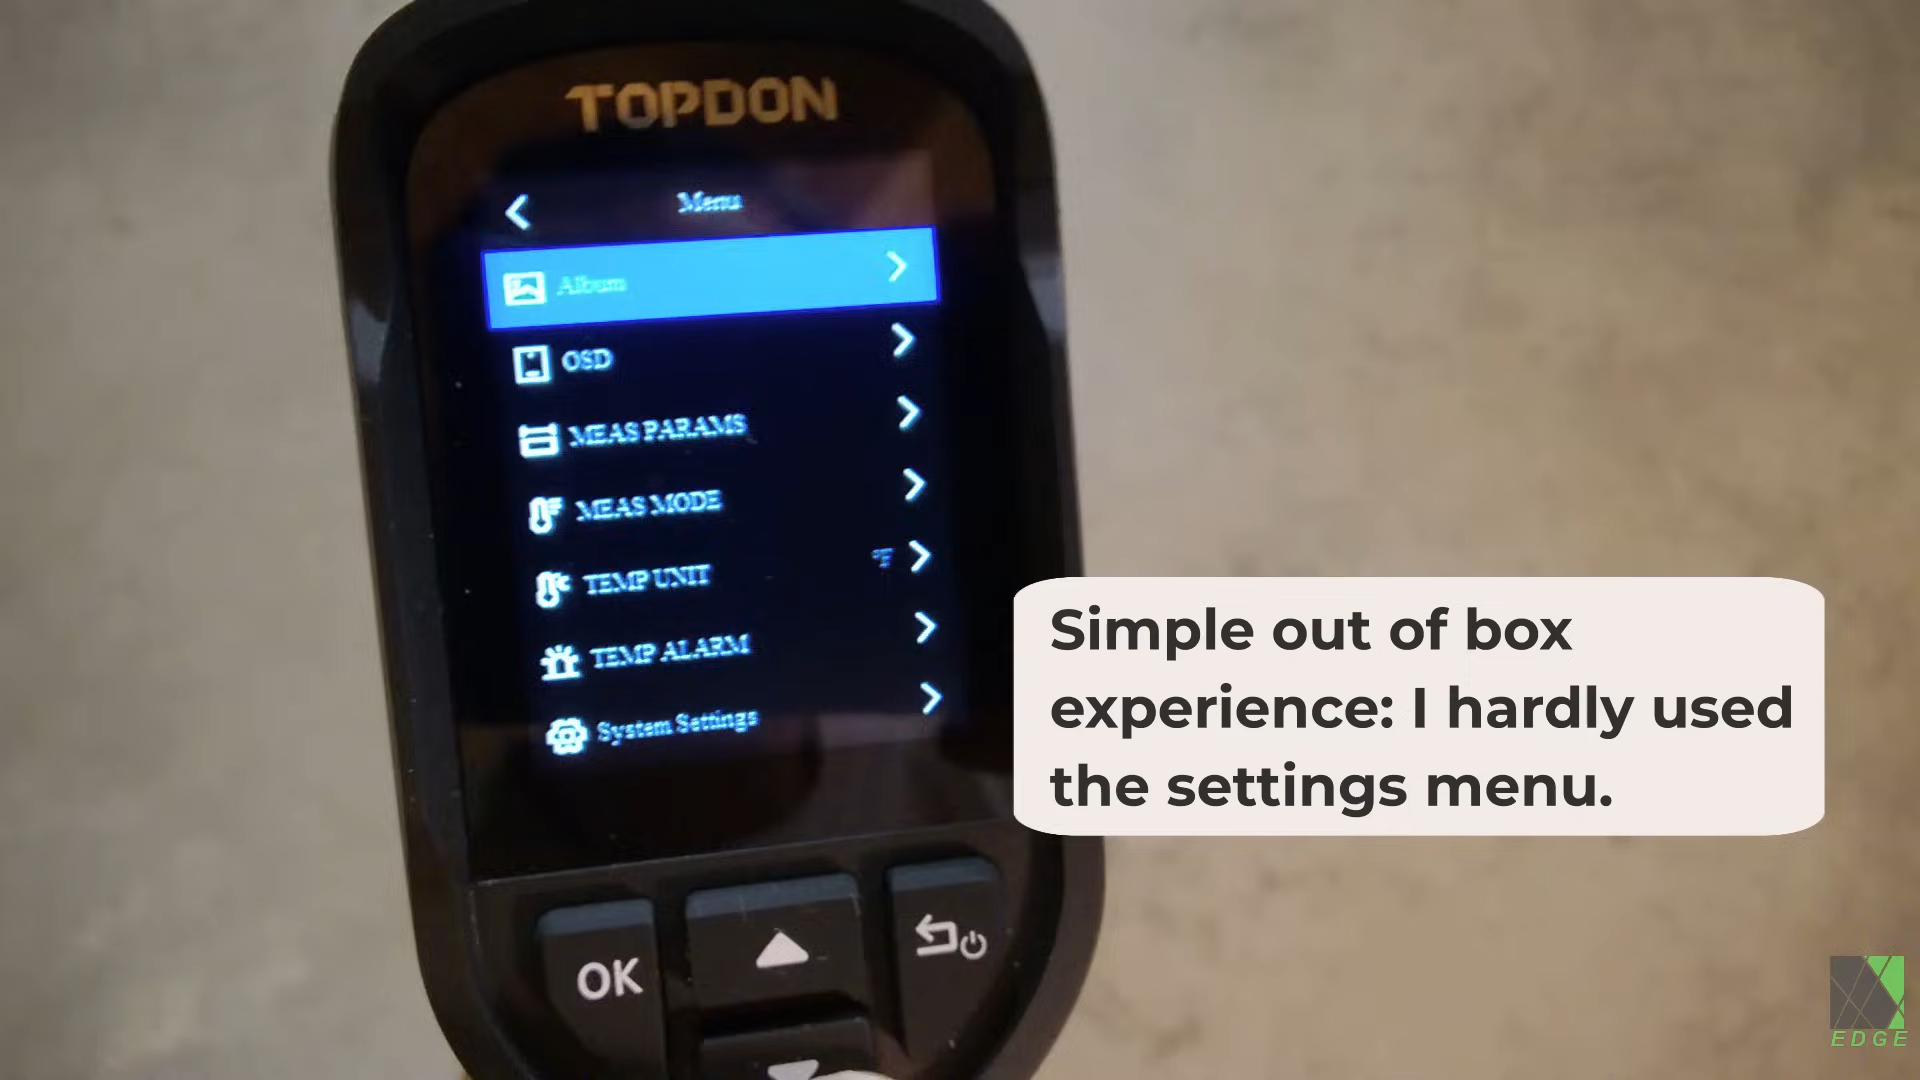 TOPDON
Menu
Album
OSD
MEAS PARAMS
MEAS MODE
TEMP UNIT °F
TEMP ALARM
System Settings
Simple out of box
experience: I hardly used
the settings menu.
OK
EDGE